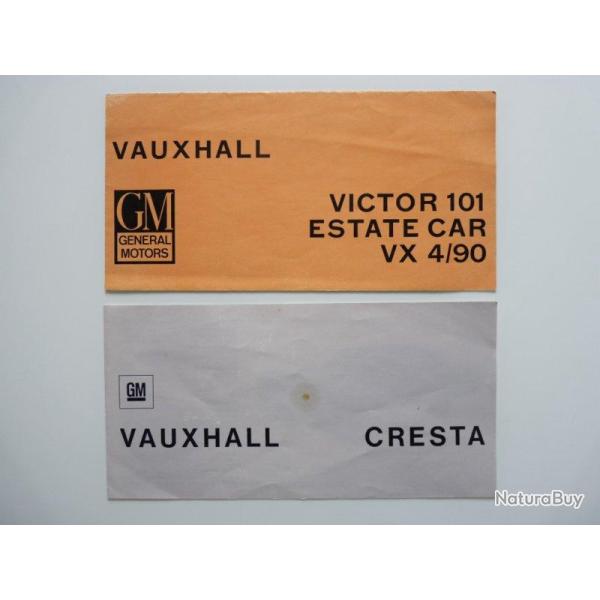 VAUXHALL
GM
GENERAL
MOTORS
VICTOR 101
ESTATE CAR
VX 4/90
GM
VAUXHALL CRESTA
NaturaBuy